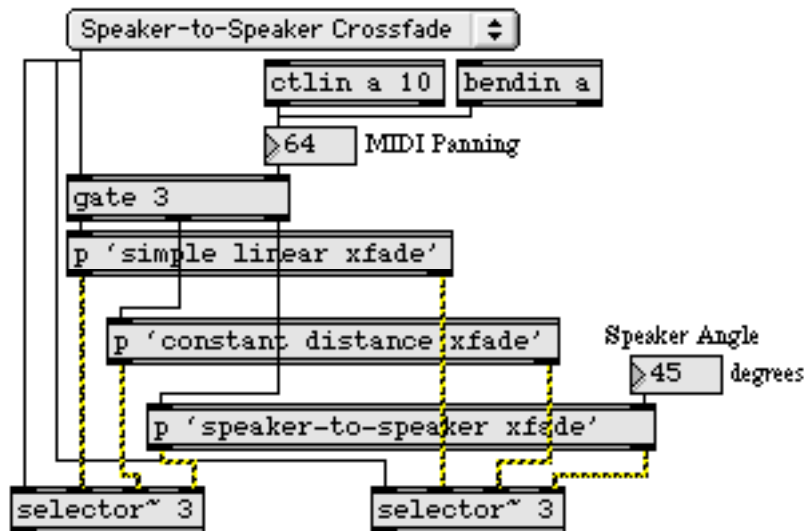 Speaker-to-Speaker Crossfade
ctlin a 10
bendin a
64
MIDI Panning
gate 3
p ‘simple linear xfade’
p ‘constant distance xfade’
Speaker Angle
45
degrees
p ‘speaker-to-speaker xfade’
selector~ 3
selector~ 3